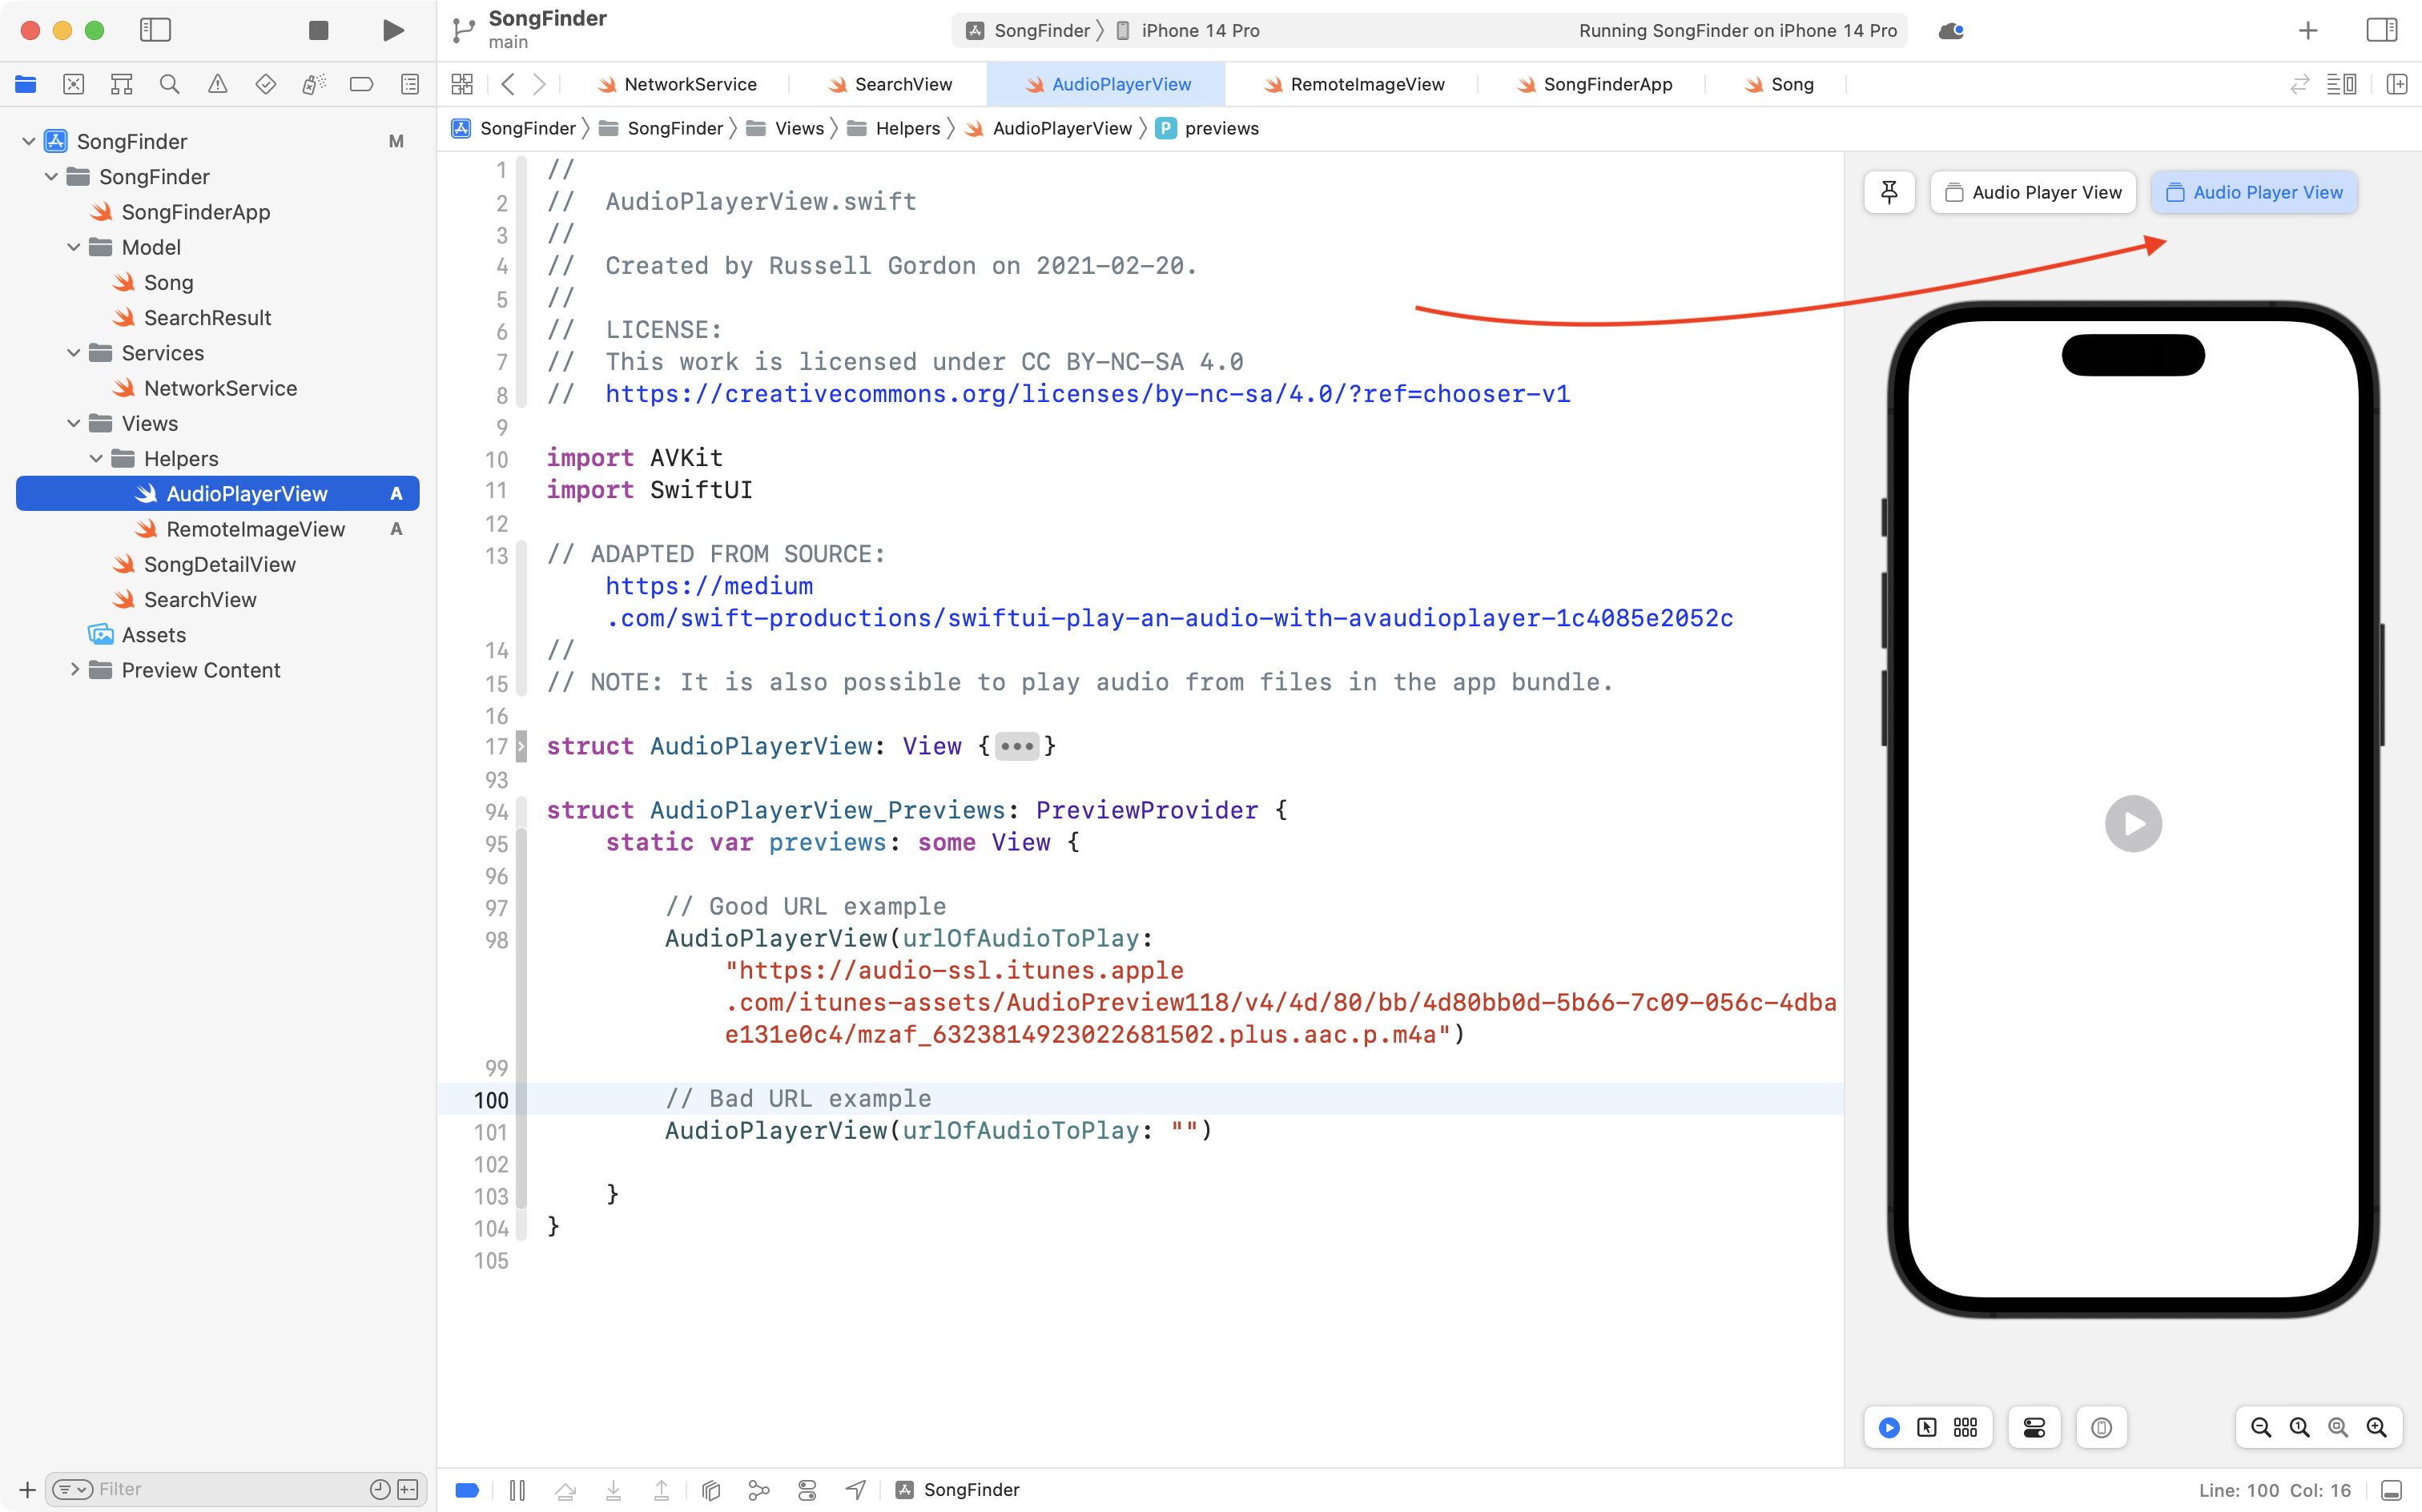 SongFinder
main
SongFinder
iPhone 14 Pro
Running SongFinder on iPhone 14 Pro
NetworkService
SearchView
AudioPlayerView
RemoteImageView
SongFinderApp
Song
SongFinder
SongFinder
Views
Helpers
AudioPlayerView
P
previews
SongFinder M
SongFinder
SongFinderApp
Model
Song
SearchResult
Services
NetworkService
Views
Helpers
AudioPlayerView A
RemoteImageView A
SongDetailView
SearchView
Assets
Preview Content
Filter
1 //
2 //  AudioPlayerView.swift
3 //
4 //  Created by Russell Gordon on 2021-02-20.
5 //
6 //  LICENSE:
7 //  This work is licensed under CC BY-NC-SA 4.0
8 //  https://creativecommons.org/licenses/by-nc-sa/4.0/?ref=chooser-v1
9
10 import AVKit
11 import SwiftUI
12
13 // ADAPTED FROM SOURCE:
https://medium
.com/swift-productions/swiftui-play-an-audio-with-avaudioplayer-1c4085e2052c
14 //
15 // NOTE: It is also possible to play audio from files in the app bundle.
16
17 struct AudioPlayerView: View {•••}
93
94 struct AudioPlayerView_Previews: PreviewProvider {
95     static var previews: some View {
96
97         // Good URL example
98         AudioPlayerView(urlOfAudioToPlay:
"https://audio-ssl.itunes.apple
.com/itunes-assets/AudioPreview118/v4/4d/80/bb/4d80bb0d-5b66-7c09-056c-4dba
e131e0c4/mzaf_6323814923022681502.plus.aac.p.m4a")
99
100         // Bad URL example
101         AudioPlayerView(urlOfAudioToPlay: "")
102
103     }
104 }
105
Audio Player View
Audio Player View
SongFinder
Line: 100 Col: 16